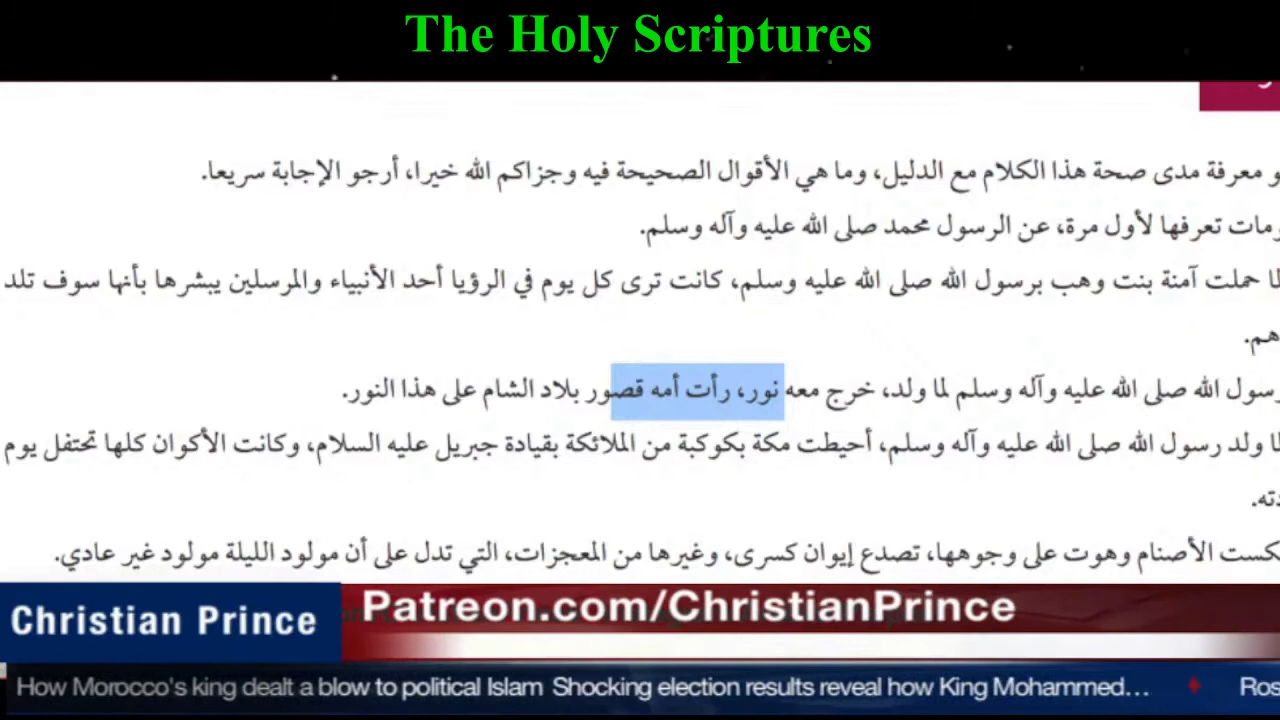 The Holy Scriptures
و معرفة مدى صحة هذا الكلام مع الدليل، وما هي الأقوال الصحيحة فيه وجزاكم الله خيرا، أرجو الإجابة سريعا.
ومات تعرفها لأول مرة، عن الرسول محمد صلى الله عليه وآله وسلم.
لما حملت آمنة بنت وهب برسول الله صلى الله عليه وسلم، كانت ترى كل يوم في الرؤيا أحد الأنبياء والمرسلين يبشرها بأنها سوف تلد
هم.
رسول الله صلى الله عليه وآله وسلم لما ولد، خرج معه نور، رأت أمه قصور بلاد الشام على هذا النور.
لما ولد رسول الله صلى الله عليه وآله وسلم، أحيطت مكة بكوكبة من الملائكة بقيادة جبريل عليه السلام، وكانت الأكوان كلها تحتفل يوم
دته.
كست الأصنام وهوت على وجوهها، تصدع إيوان كسرى، وغيرها من المعجزات، التي تدل على أن مولود الليلة مولود غير عادي.
Christian Prince
Patreon.com/ChristianPrince
How Morocco's king dealt a blow to political Islam Shocking election results reveal how King Mohammed… Ros